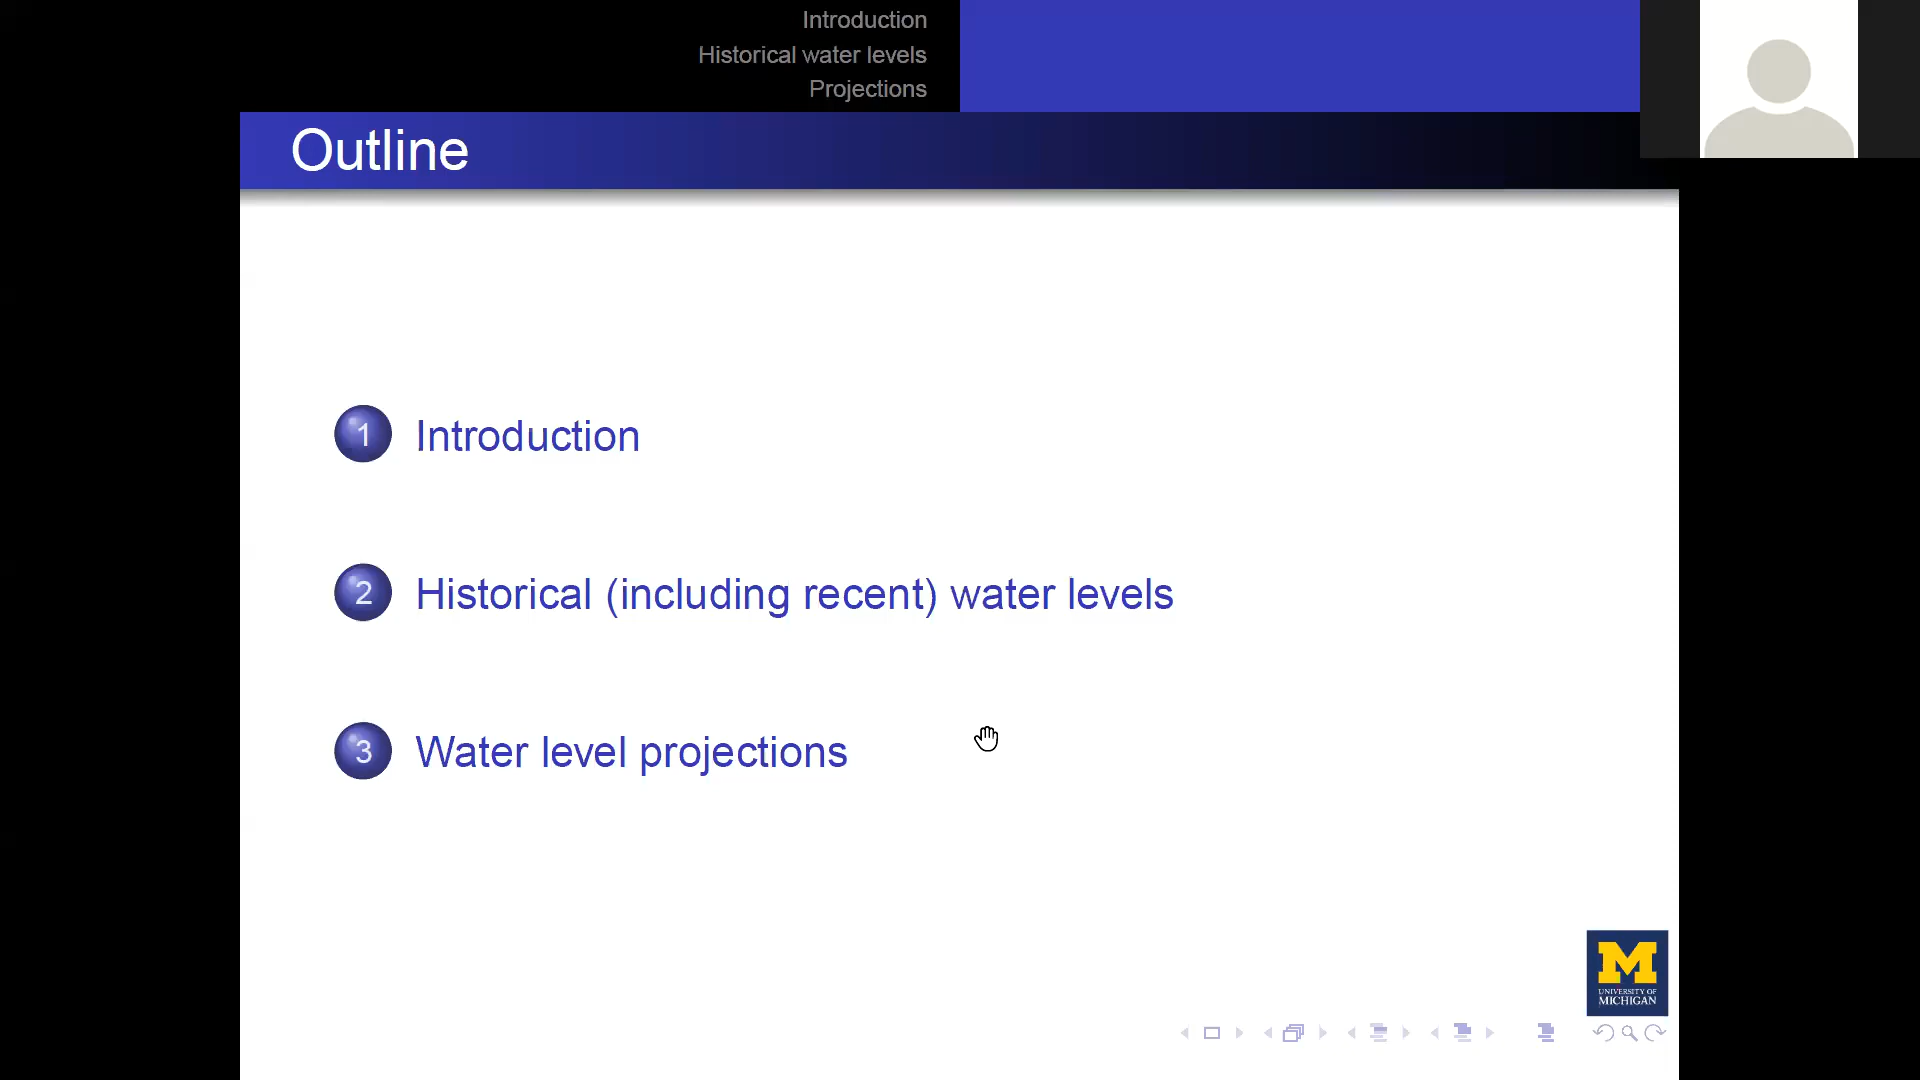 Introduction
Historical water levels
Projections
Outline
1 Introduction
2 Historical (including recent) water levels
3 Water level projections
M
UNIVERSITY OF
MICHIGAN